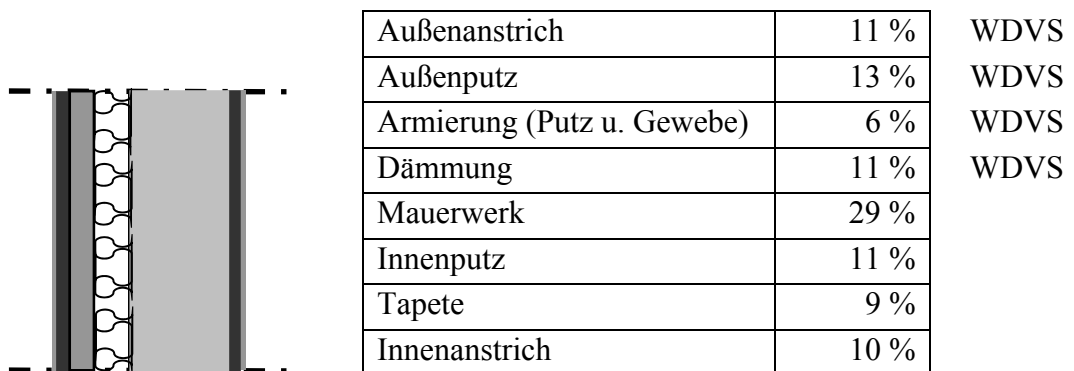 Außenanstrich 11 % WDVS
Außenputz 13 % WDVS
Armierung (Putz u. Gewebe) 6 % WDVS
Dämmung 11 % WDVS
Mauerwerk 29 %
Innenputz 11 %
Tapete 9 %
Innenanstrich 10 %